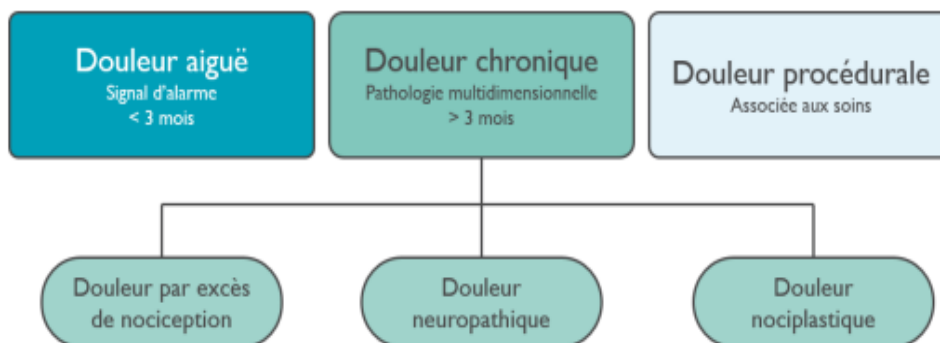 Douleur aiguë
Signal d'alarme
< 3 mois
Douleur chronique
Pathologie multidimensionnelle
> 3 mois
Douleur procédurale
Associée aux soins
Douleur par excès
de nociception
Douleur
neuropathique
Douleur
nociplastique